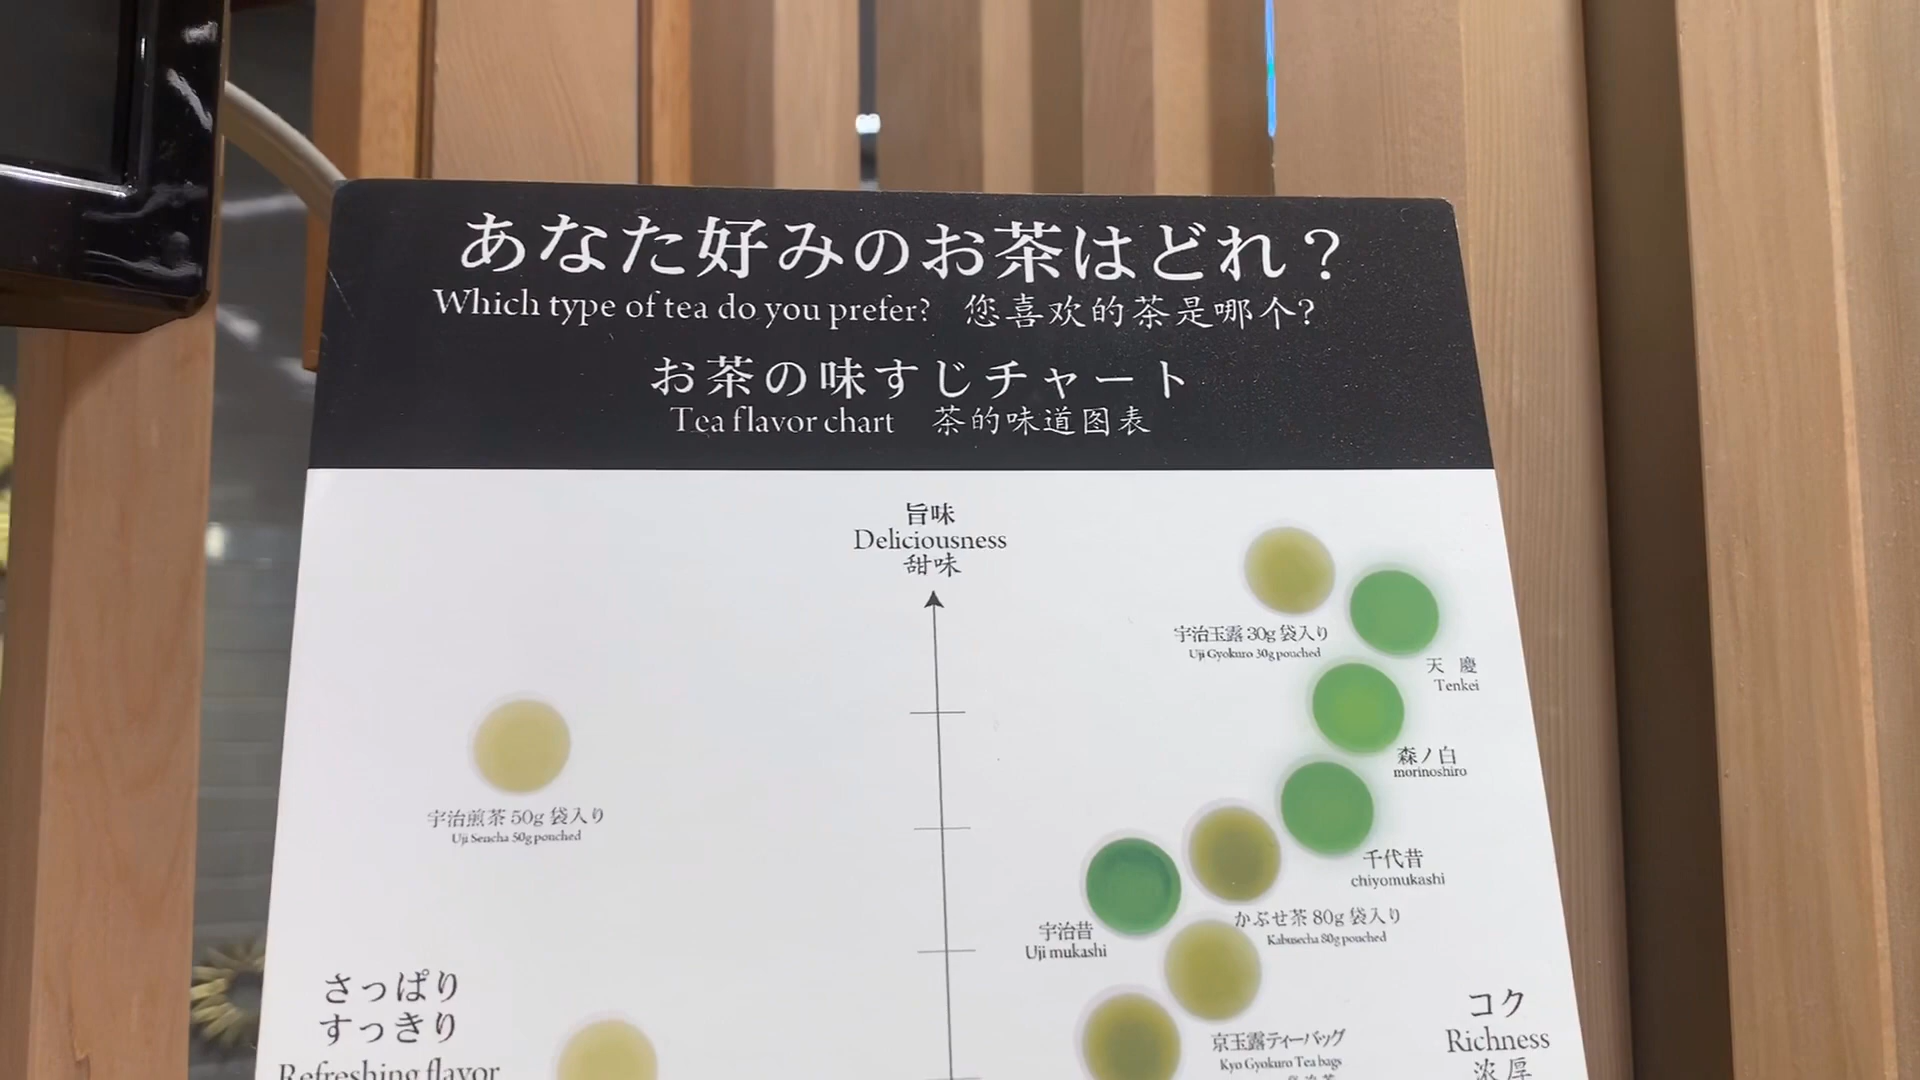 あなた好みのお茶はどれ？
Which type of tea do you prefer? 您喜欢的茶是哪个?
お茶の味すじチャート
Tea flavor chart 茶的味道图表
旨味
Deliciousness
甜味
宇治玉露 30g 袋入り
Uji Gyokuro 30g pouched
天慶
Tenkei
森ノ白
morinoshiro
宇治煎茶 50g 袋入り
Uji Sencha 50g pouched
千代昔
chiyomukashi
かぶせ茶 80g 袋入り
Kabusecha 80g pouched
宇治昔
Uji mukashi
さっぱり
すっきり
Refreshing flavor
コク
Richness
浓厚
京玉露ティーバッグ
Kyo Gyokuro Tea bags